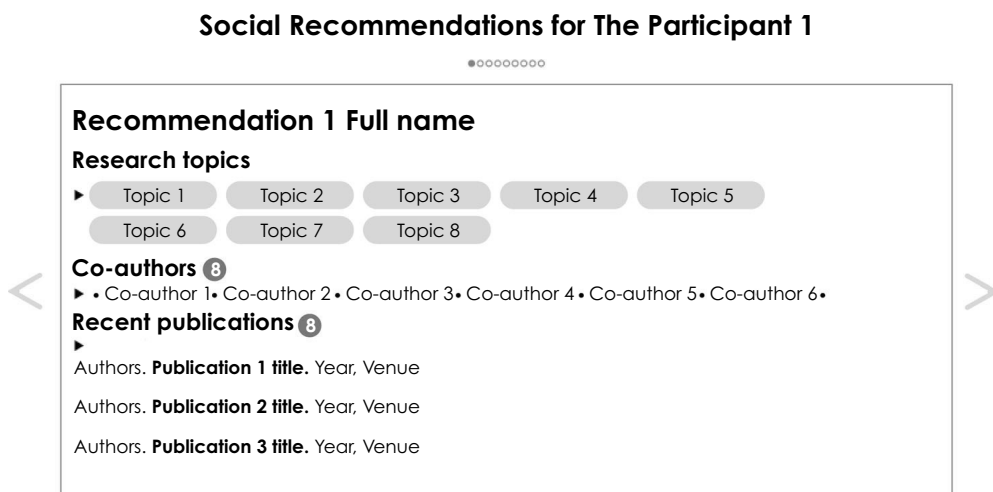 Social Recommendations for The Participant 1
Recommendation 1 Full name
Research topics
Topic 1 Topic 2 Topic 3 Topic 4 Topic 5
Topic 6 Topic 7 Topic 8
Co-authors 8
• Co-author 1• Co-author 2 • Co-author 3• Co-author 4 • Co-author 5• Co-author 6•
Recent publications 8
Authors. Publication 1 title. Year, Venue
Authors. Publication 2 title. Year, Venue
Authors. Publication 3 title. Year, Venue